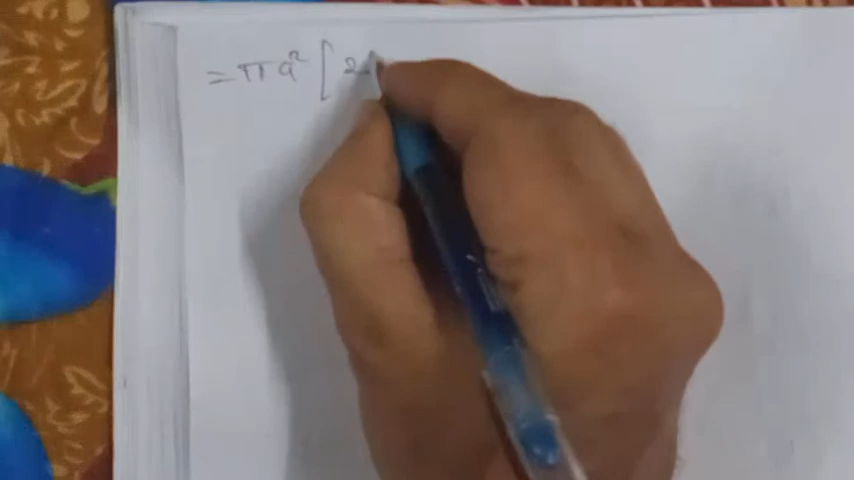 = πa² [ 2